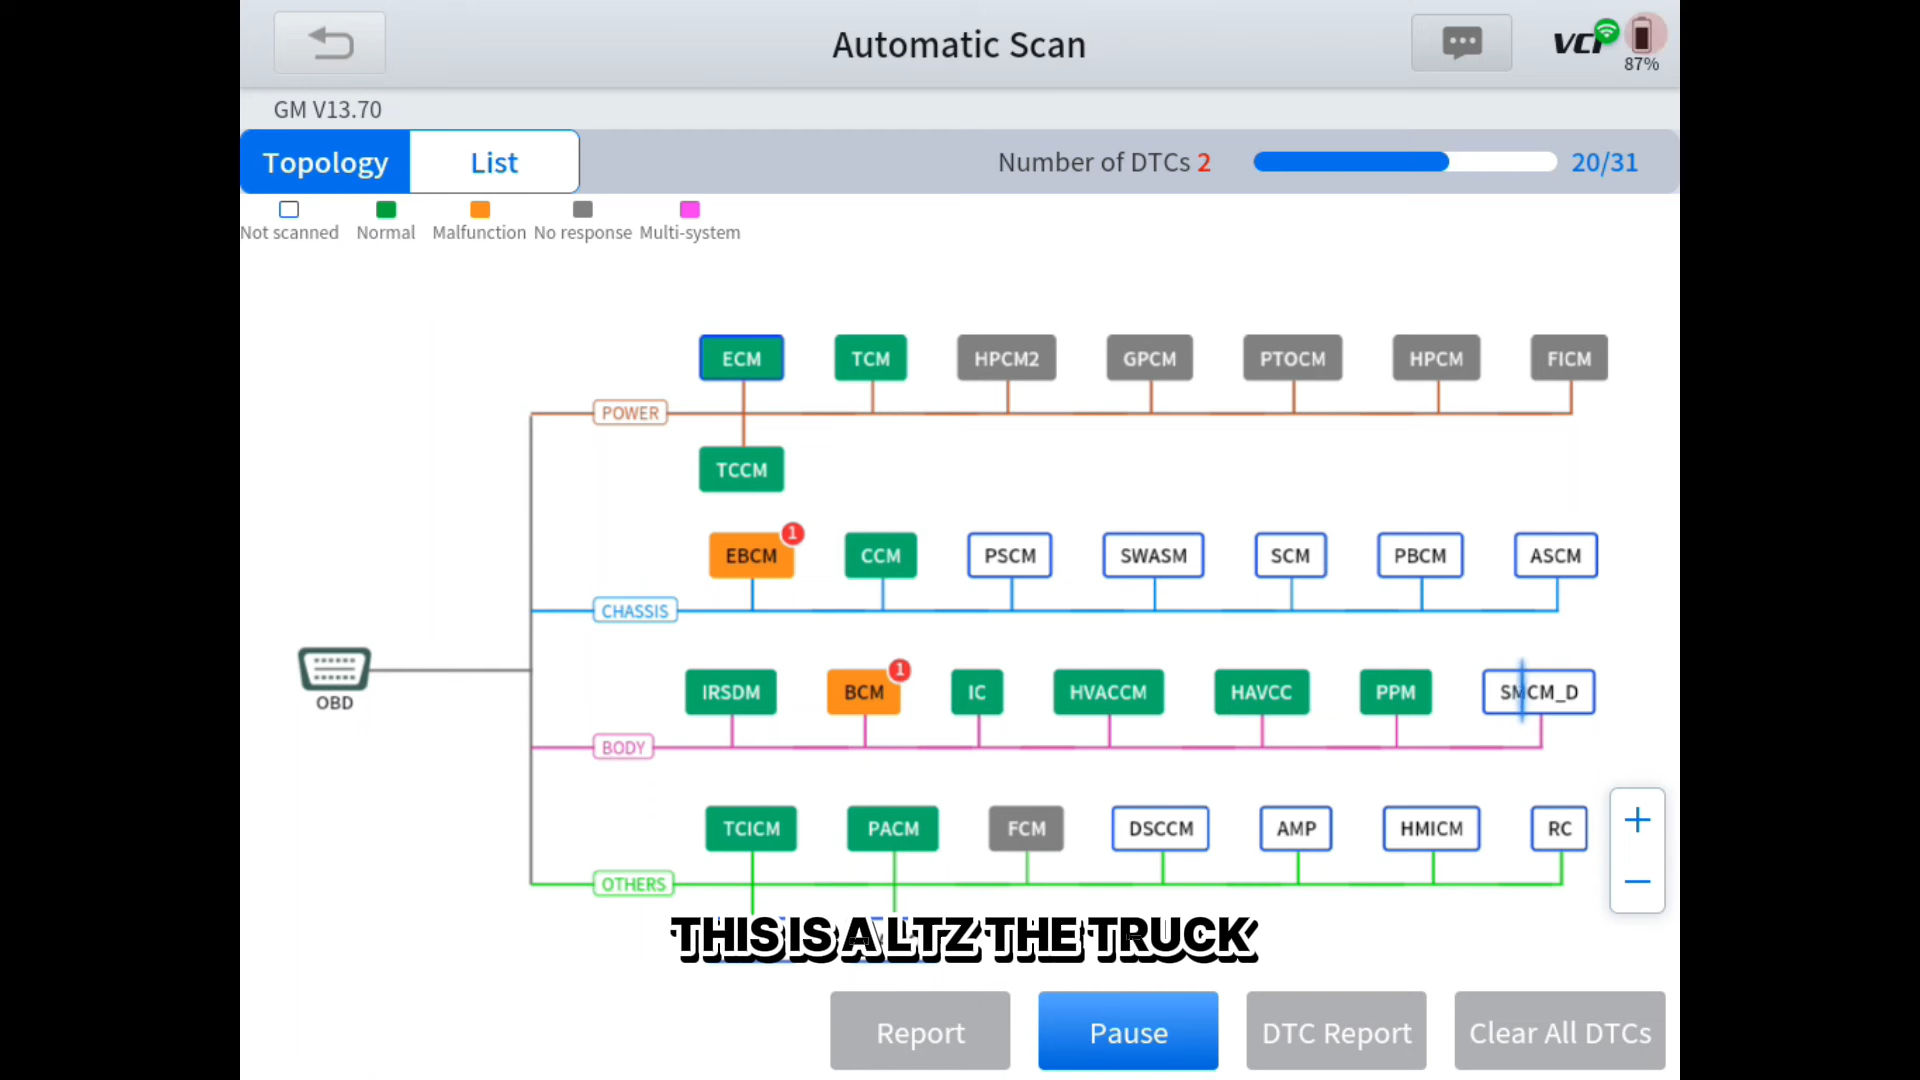 Automatic Scan
VCI
87%
GM V13.70
Topology
List
Number of DTCs 2
20/31
Not scanned
Normal
Malfunction
No response
Multi-system
ECM
TCM
HPCM2
GPCM
PTOCM
HPCM
FICM
POWER
TCCM
1
EBCM
CCM
PSCM
SWASM
SCM
PBCM
ASCM
CHASSIS
OBD
1
IRSDM
BCM
IC
HVACCM
HAVCC
PPM
SMCM_D
BODY
TCICM
PACM
FCM
DSCCM
AMP
HMICM
RC
+
−
OTHERS
THIS IS A LTZ THE TRUCK
Report
Pause
DTC Report
Clear All DTCs